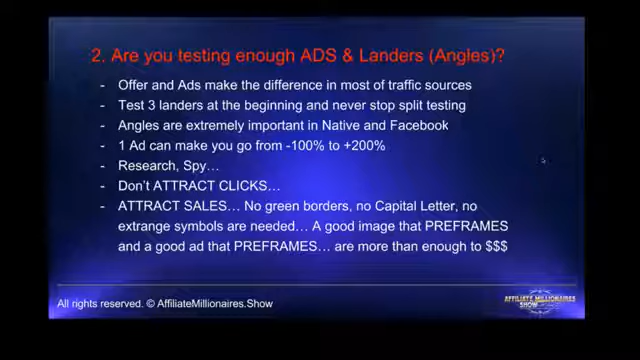 2. Are you testing enough ADS & Landers (Angles)?
- Offer and Ads make the difference in most of traffic sources
- Test 3 landers at the beginning and never stop split testing
- Angles are extremely important in Native and Facebook
- 1 Ad can make you go from -100% to +200%
- Research, Spy…
- Don't ATTRACT CLICKS…
- ATTRACT SALES… No green borders, no Capital Letter, no
extrange symbols are needed… A good image that PREFRAMES
and a good ad that PREFRAMES… are more than enough to $$$
All rights reserved. © AffiliateMillionaires.Show
AFFILIATE MILLIONAIRES
SHOW